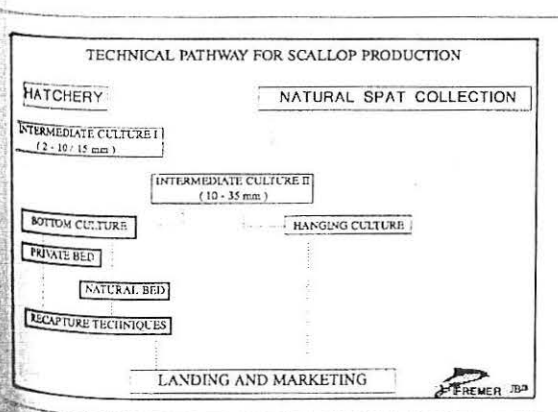 TECHNICAL PATHWAY FOR SCALLOP PRODUCTION
HATCHERY
NATURAL SPAT COLLECTION
INTERMEDIATE CULTURE I
( 2 - 10 / 15 mm )
INTERMEDIATE CULTURE II
( 10 - 35 mm )
BOTTOM CULTURE
HANGING CULTURE
PRIVATE BED
NATURAL BED
RECAPTURE TECHNIQUES
LANDING AND MARKETING
IFREMER